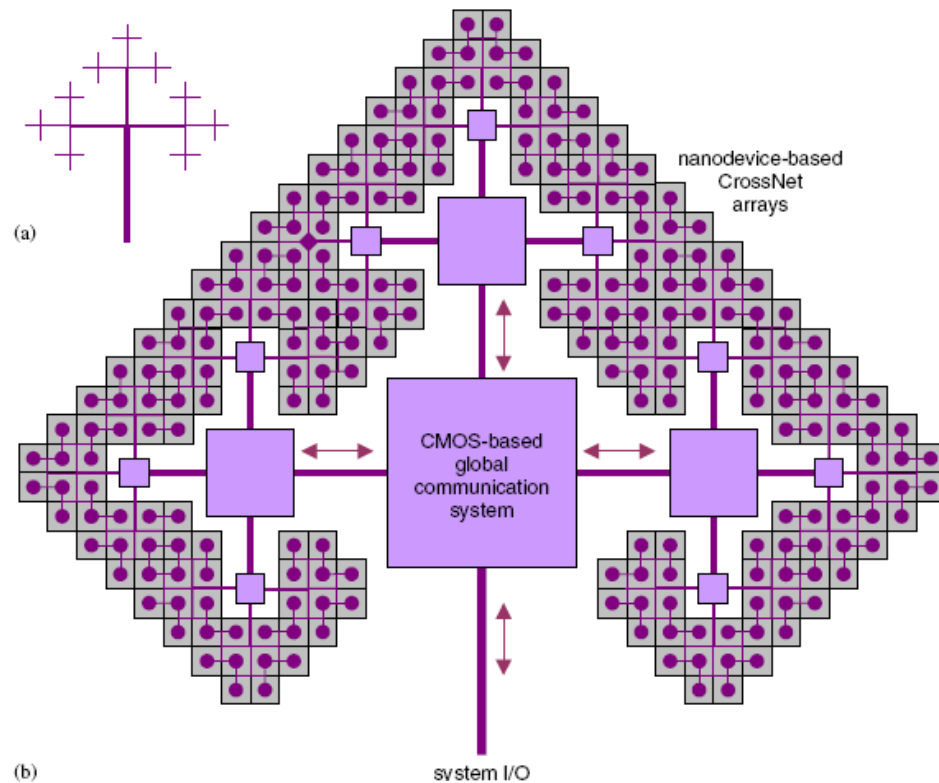 nanodevice-based
CrossNet
arrays
(a)
CMOS-based
global
communication
system
(b)
system I/O